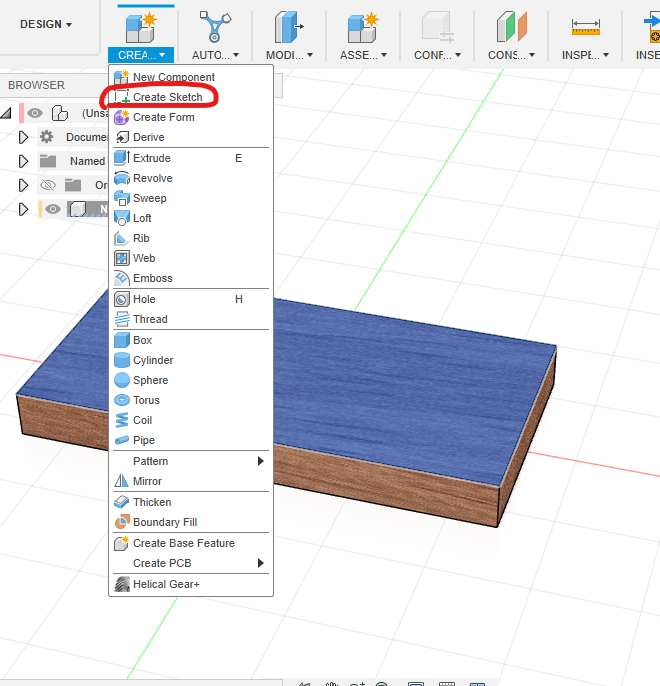 DESIGN
CREA...
AUTO...
MODI...
ASSE...
CONF...
CONS...
INSPE...
INSE
BROWSER
(Unsa
Docume
Named
Or
N
New Component
Create Sketch
Create Form
Derive
Extrude E
Revolve
Sweep
Loft
Rib
Web
Emboss
Hole H
Thread
Box
Cylinder
Sphere
Torus
Coil
Pipe
Pattern
Mirror
Thicken
Boundary Fill
Create Base Feature
Create PCB
Helical Gear+